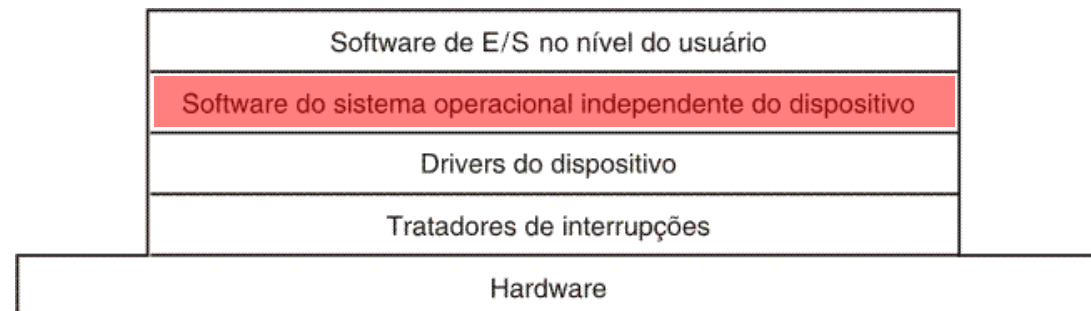 Software de E/S no nível do usuário
Software do sistema operacional independente do dispositivo
Drivers do dispositivo
Tratadores de interrupções
Hardware